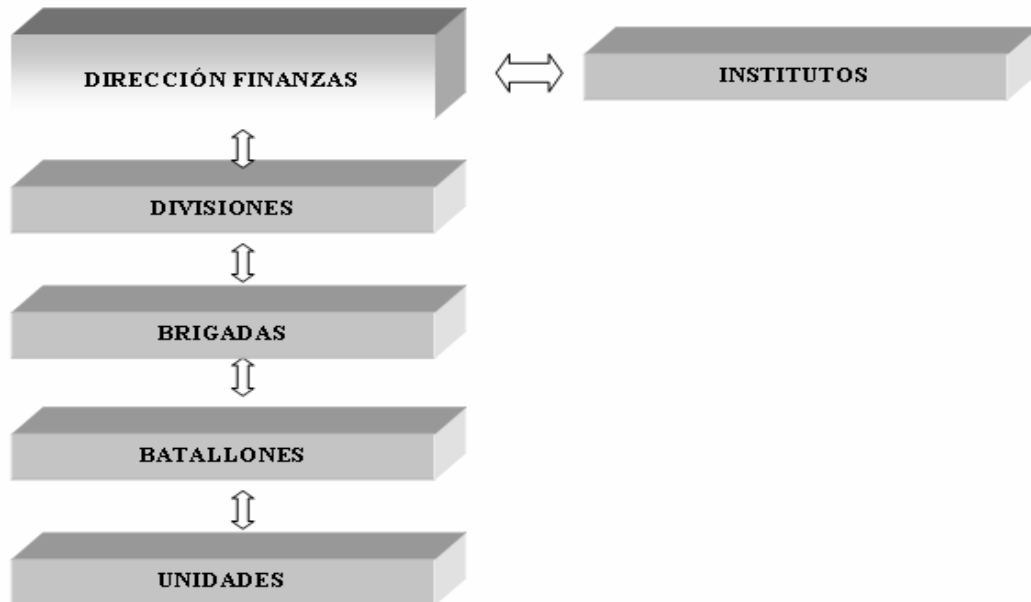 DIRECCIÓN FINANZAS
INSTITUTOS
DIVISIONES
BRIGADAS
BATALLONES
UNIDADES